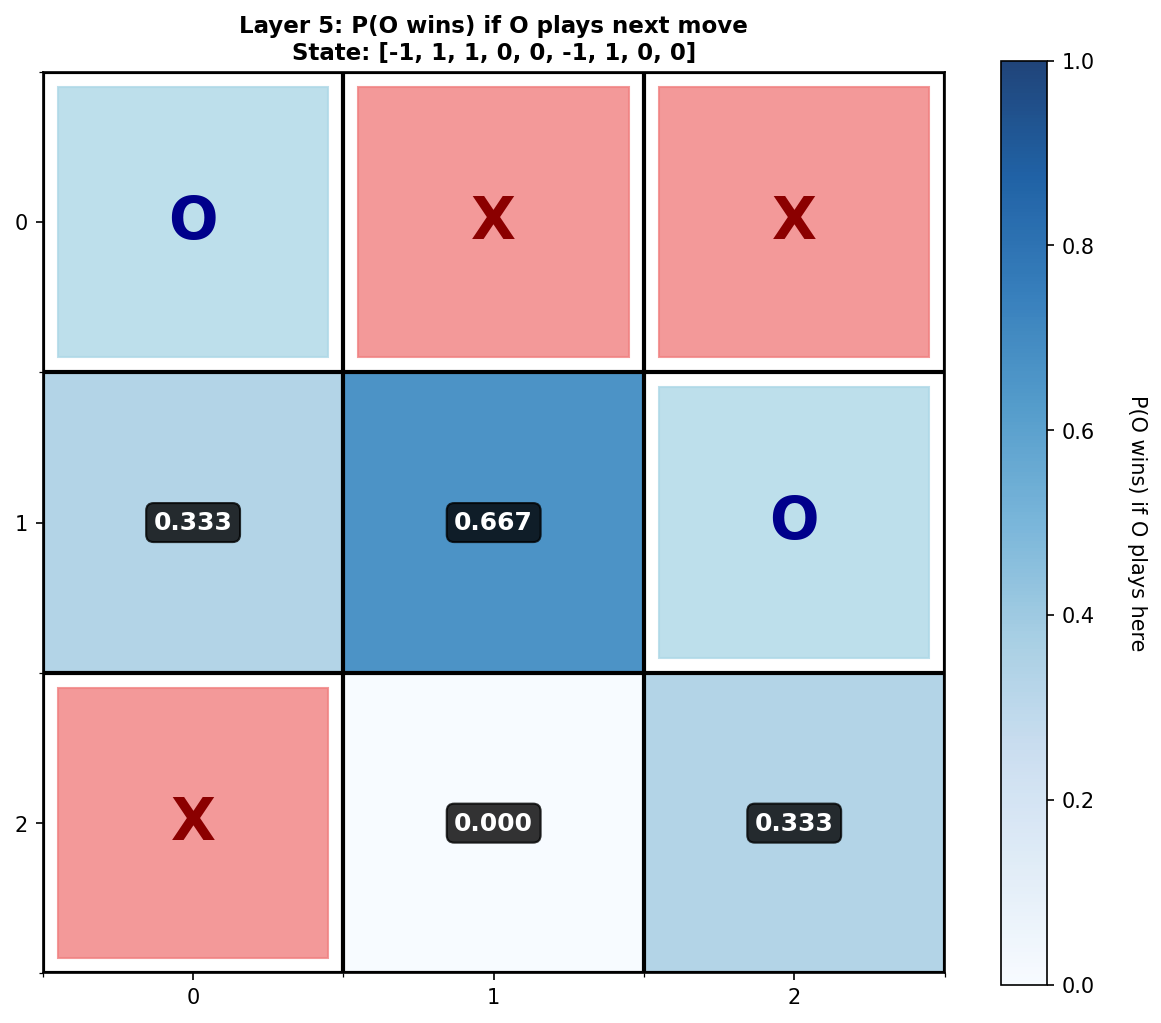 Layer 5: P(O wins) if O plays next move
State: [-1, 1, 1, 0, 0, -1, 1, 0, 0]
O X X
0.333 0.667 O
X 0.000 0.333
0
1
2
0 1 2
1.0
0.8
0.6
0.4
0.2
0.0
P(O wins) if O plays here